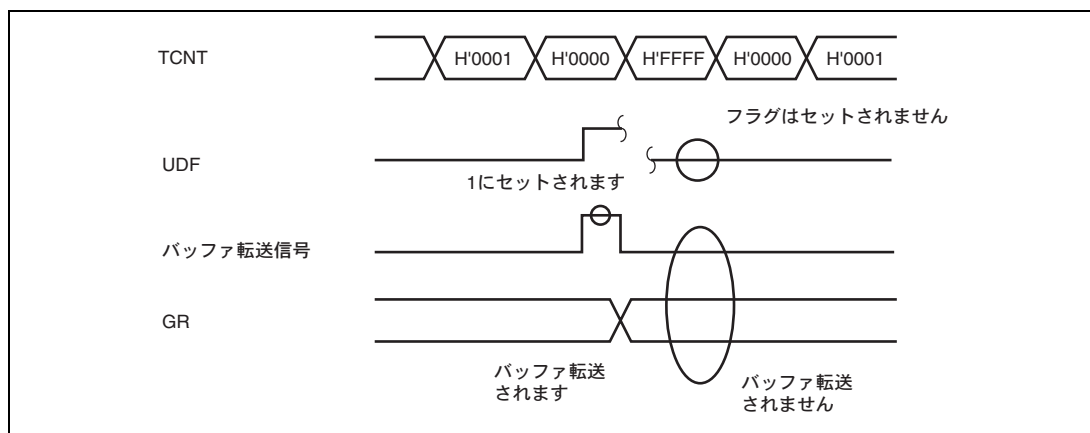 TCNT
H'0001 H'0000 H'FFFF H'0000 H'0001
フラグはセットされません
UDF
1にセットされます
バッファ転送信号
GR
バッファ転送
されます
バッファ転送
されません